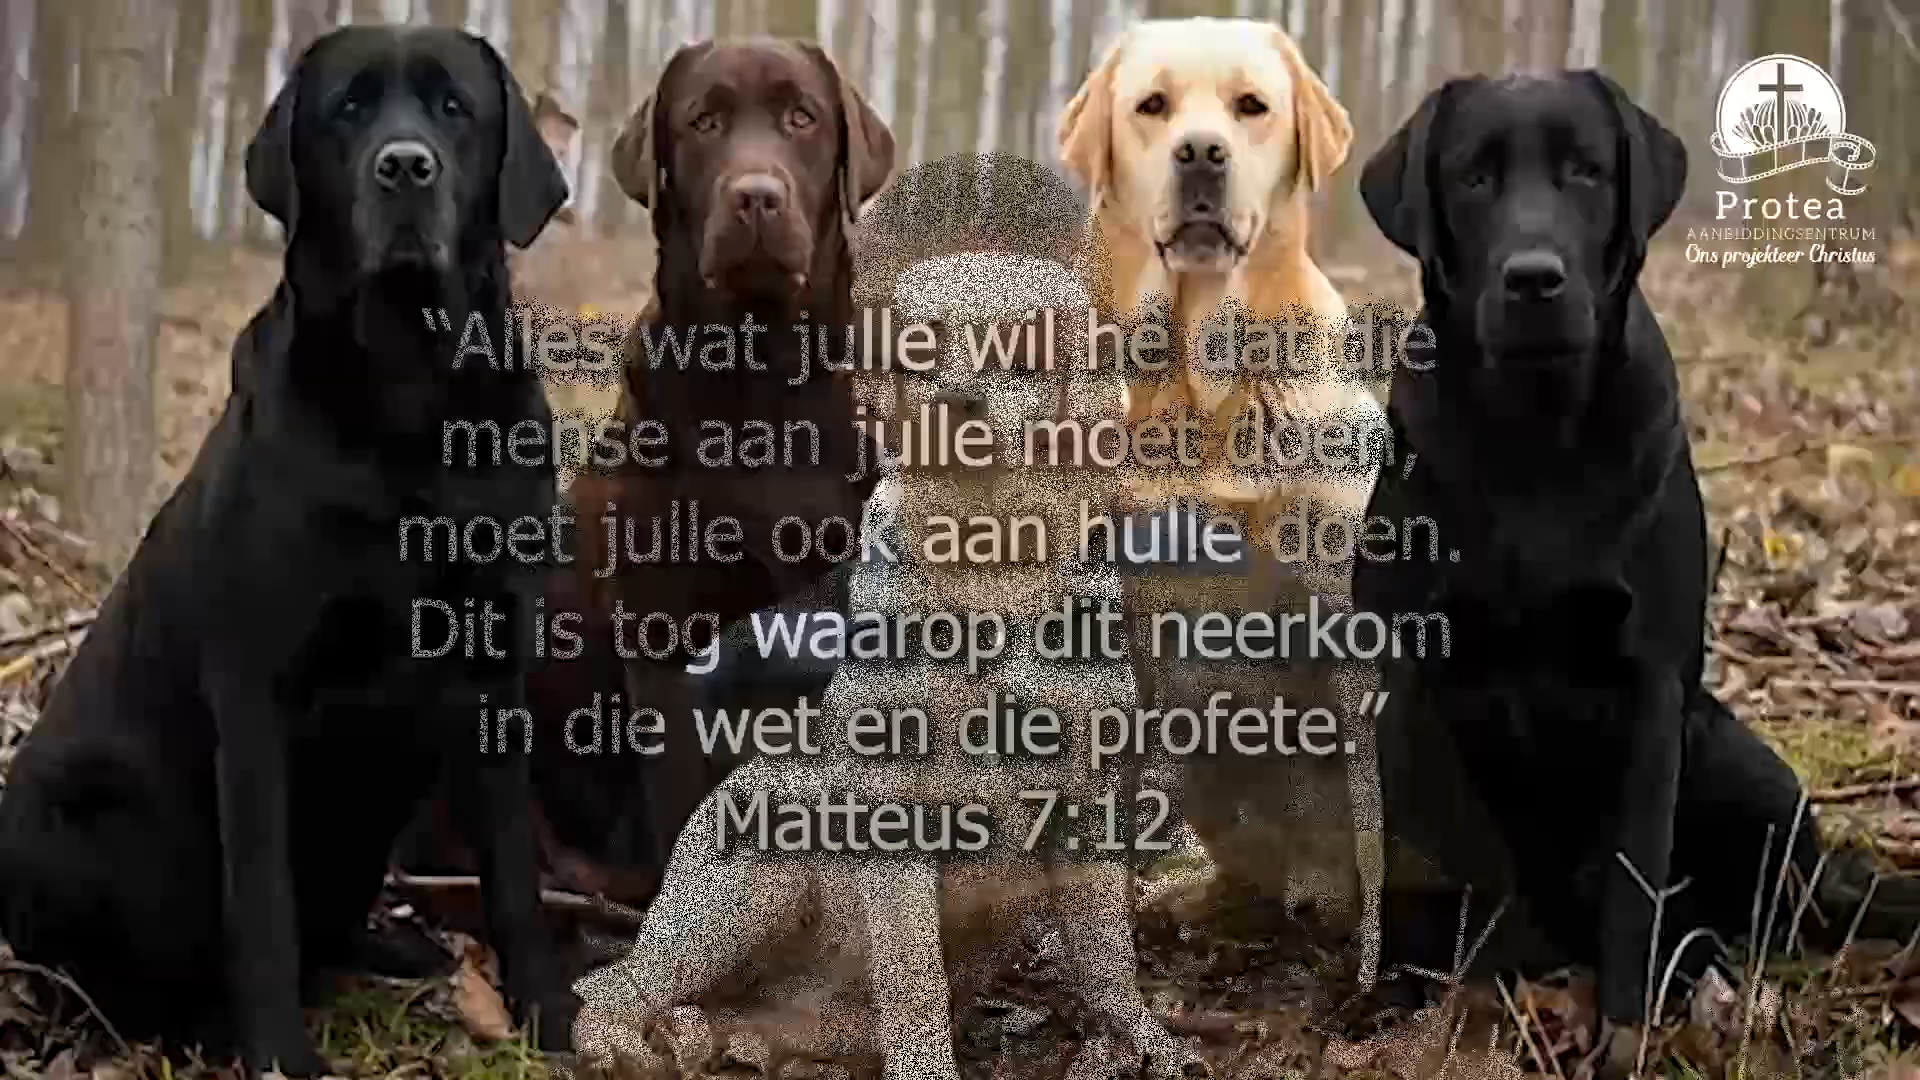 “Alles wat julle wil hê dat die
mense aan julle moet doen,
moet julle ook aan hulle doen.
Dit is tog waarop dit neerkom
in die wet en die profete.”
Matteus 7:12
Protea
AANBIDDINGSENTRUM
Ons projekteer Christus